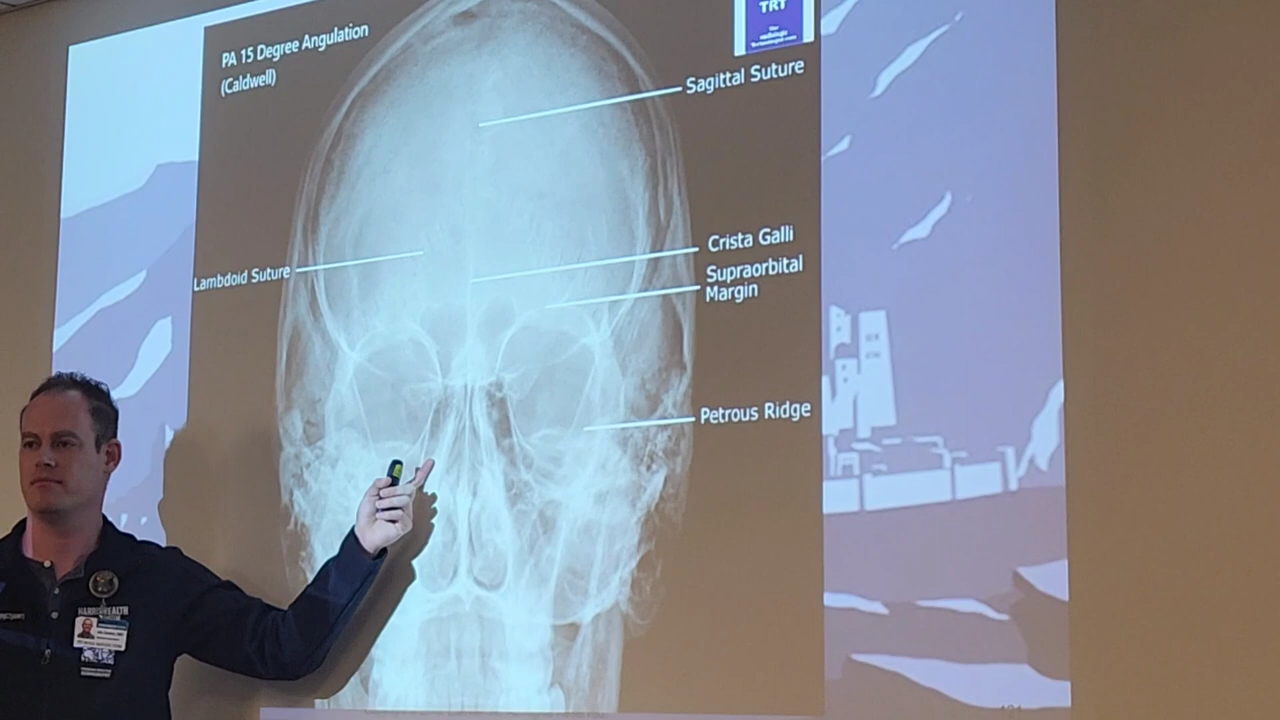 PA 15 Degree Angulation
(Caldwell)
TRT
Sagittal Suture
Crista Galli
Supraorbital
Margin
Lambdoid Suture
Petrous Ridge
HARRISHEALTH